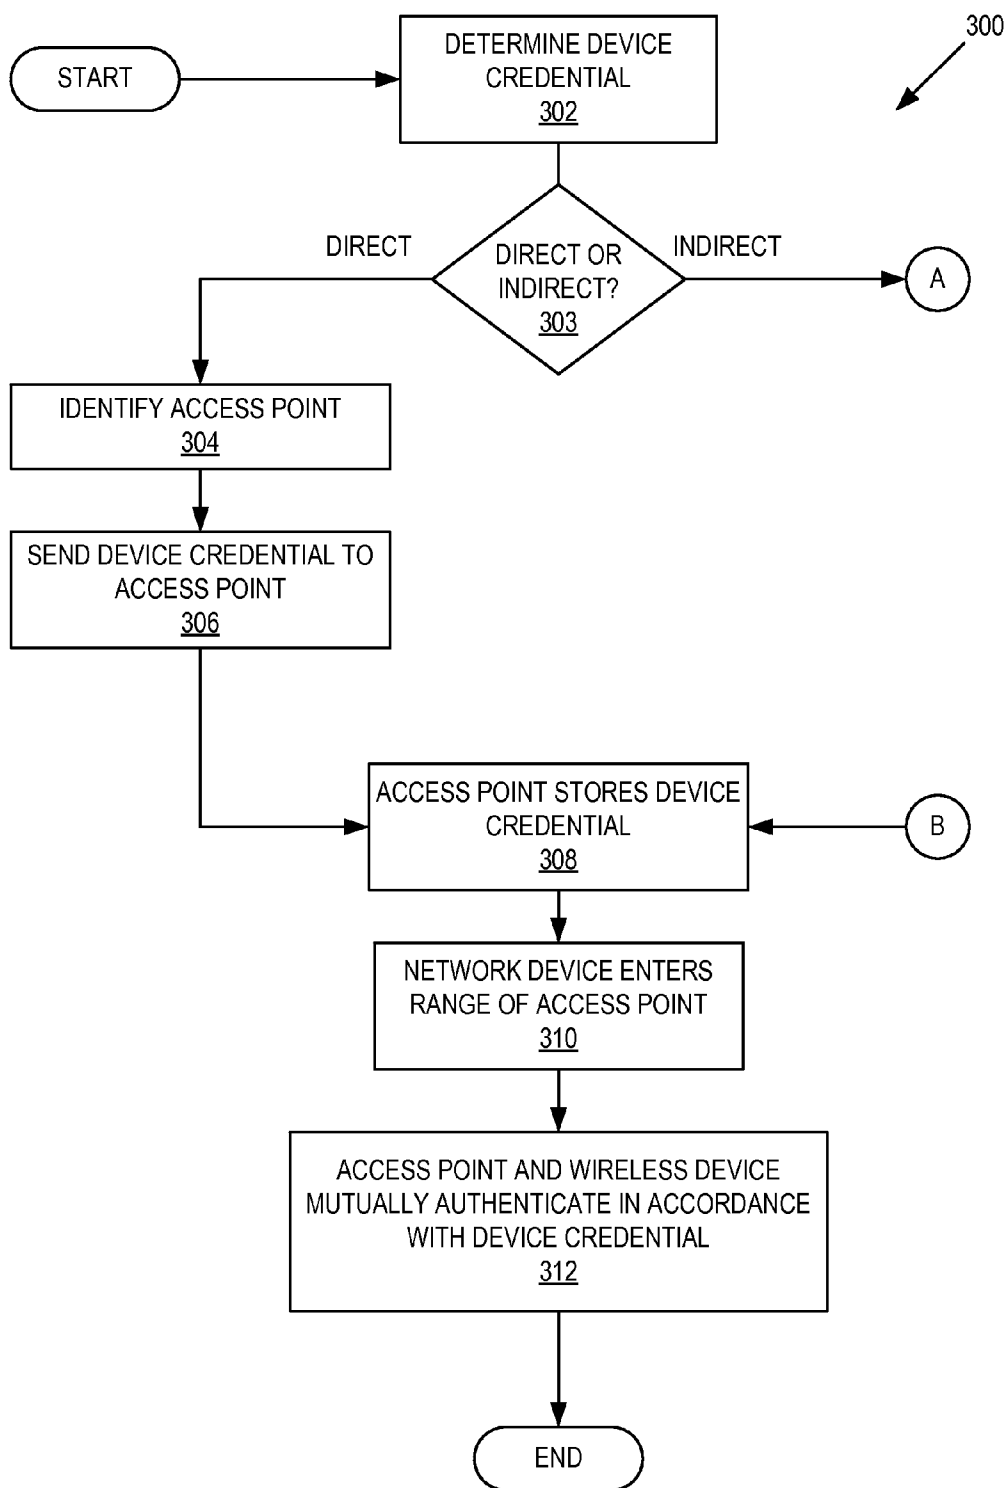 300
START
DETERMINE DEVICE
CREDENTIAL
302
DIRECT
DIRECT OR
INDIRECT?
303
INDIRECT
A
IDENTIFY ACCESS POINT
304
SEND DEVICE CREDENTIAL TO
ACCESS POINT
306
ACCESS POINT STORES DEVICE
CREDENTIAL
308
B
NETWORK DEVICE ENTERS
RANGE OF ACCESS POINT
310
ACCESS POINT AND WIRELESS DEVICE
MUTUALLY AUTHENTICATE IN ACCORDANCE
WITH DEVICE CREDENTIAL
312
END